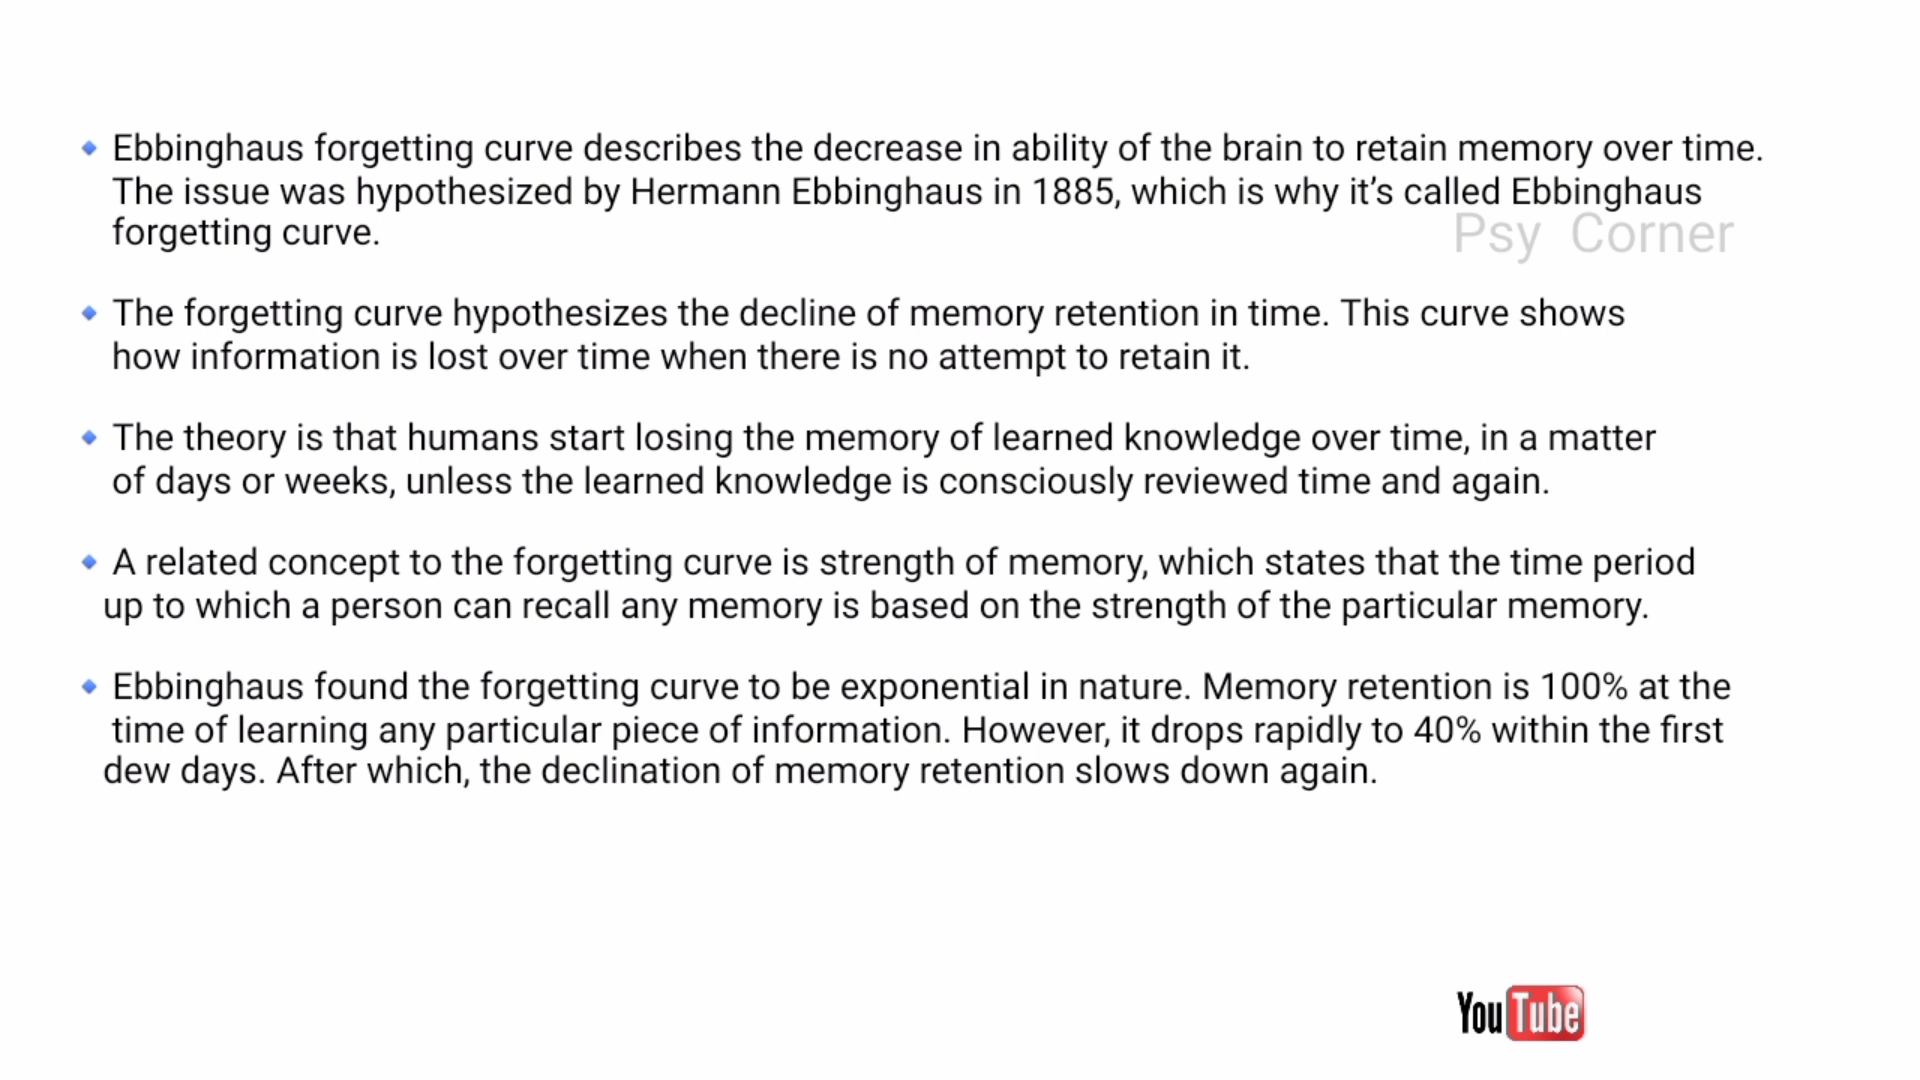 Ebbinghaus forgetting curve describes the decrease in ability of the brain to retain memory over time.
The issue was hypothesized by Hermann Ebbinghaus in 1885, which is why it’s called Ebbinghaus
forgetting curve.
Psy Corner
The forgetting curve hypothesizes the decline of memory retention in time. This curve shows
how information is lost over time when there is no attempt to retain it.
The theory is that humans start losing the memory of learned knowledge over time, in a matter
of days or weeks, unless the learned knowledge is consciously reviewed time and again.
A related concept to the forgetting curve is strength of memory, which states that the time period
up to which a person can recall any memory is based on the strength of the particular memory.
Ebbinghaus found the forgetting curve to be exponential in nature. Memory retention is 100% at the
time of learning any particular piece of information. However, it drops rapidly to 40% within the first
dew days. After which, the declination of memory retention slows down again.
YouTube